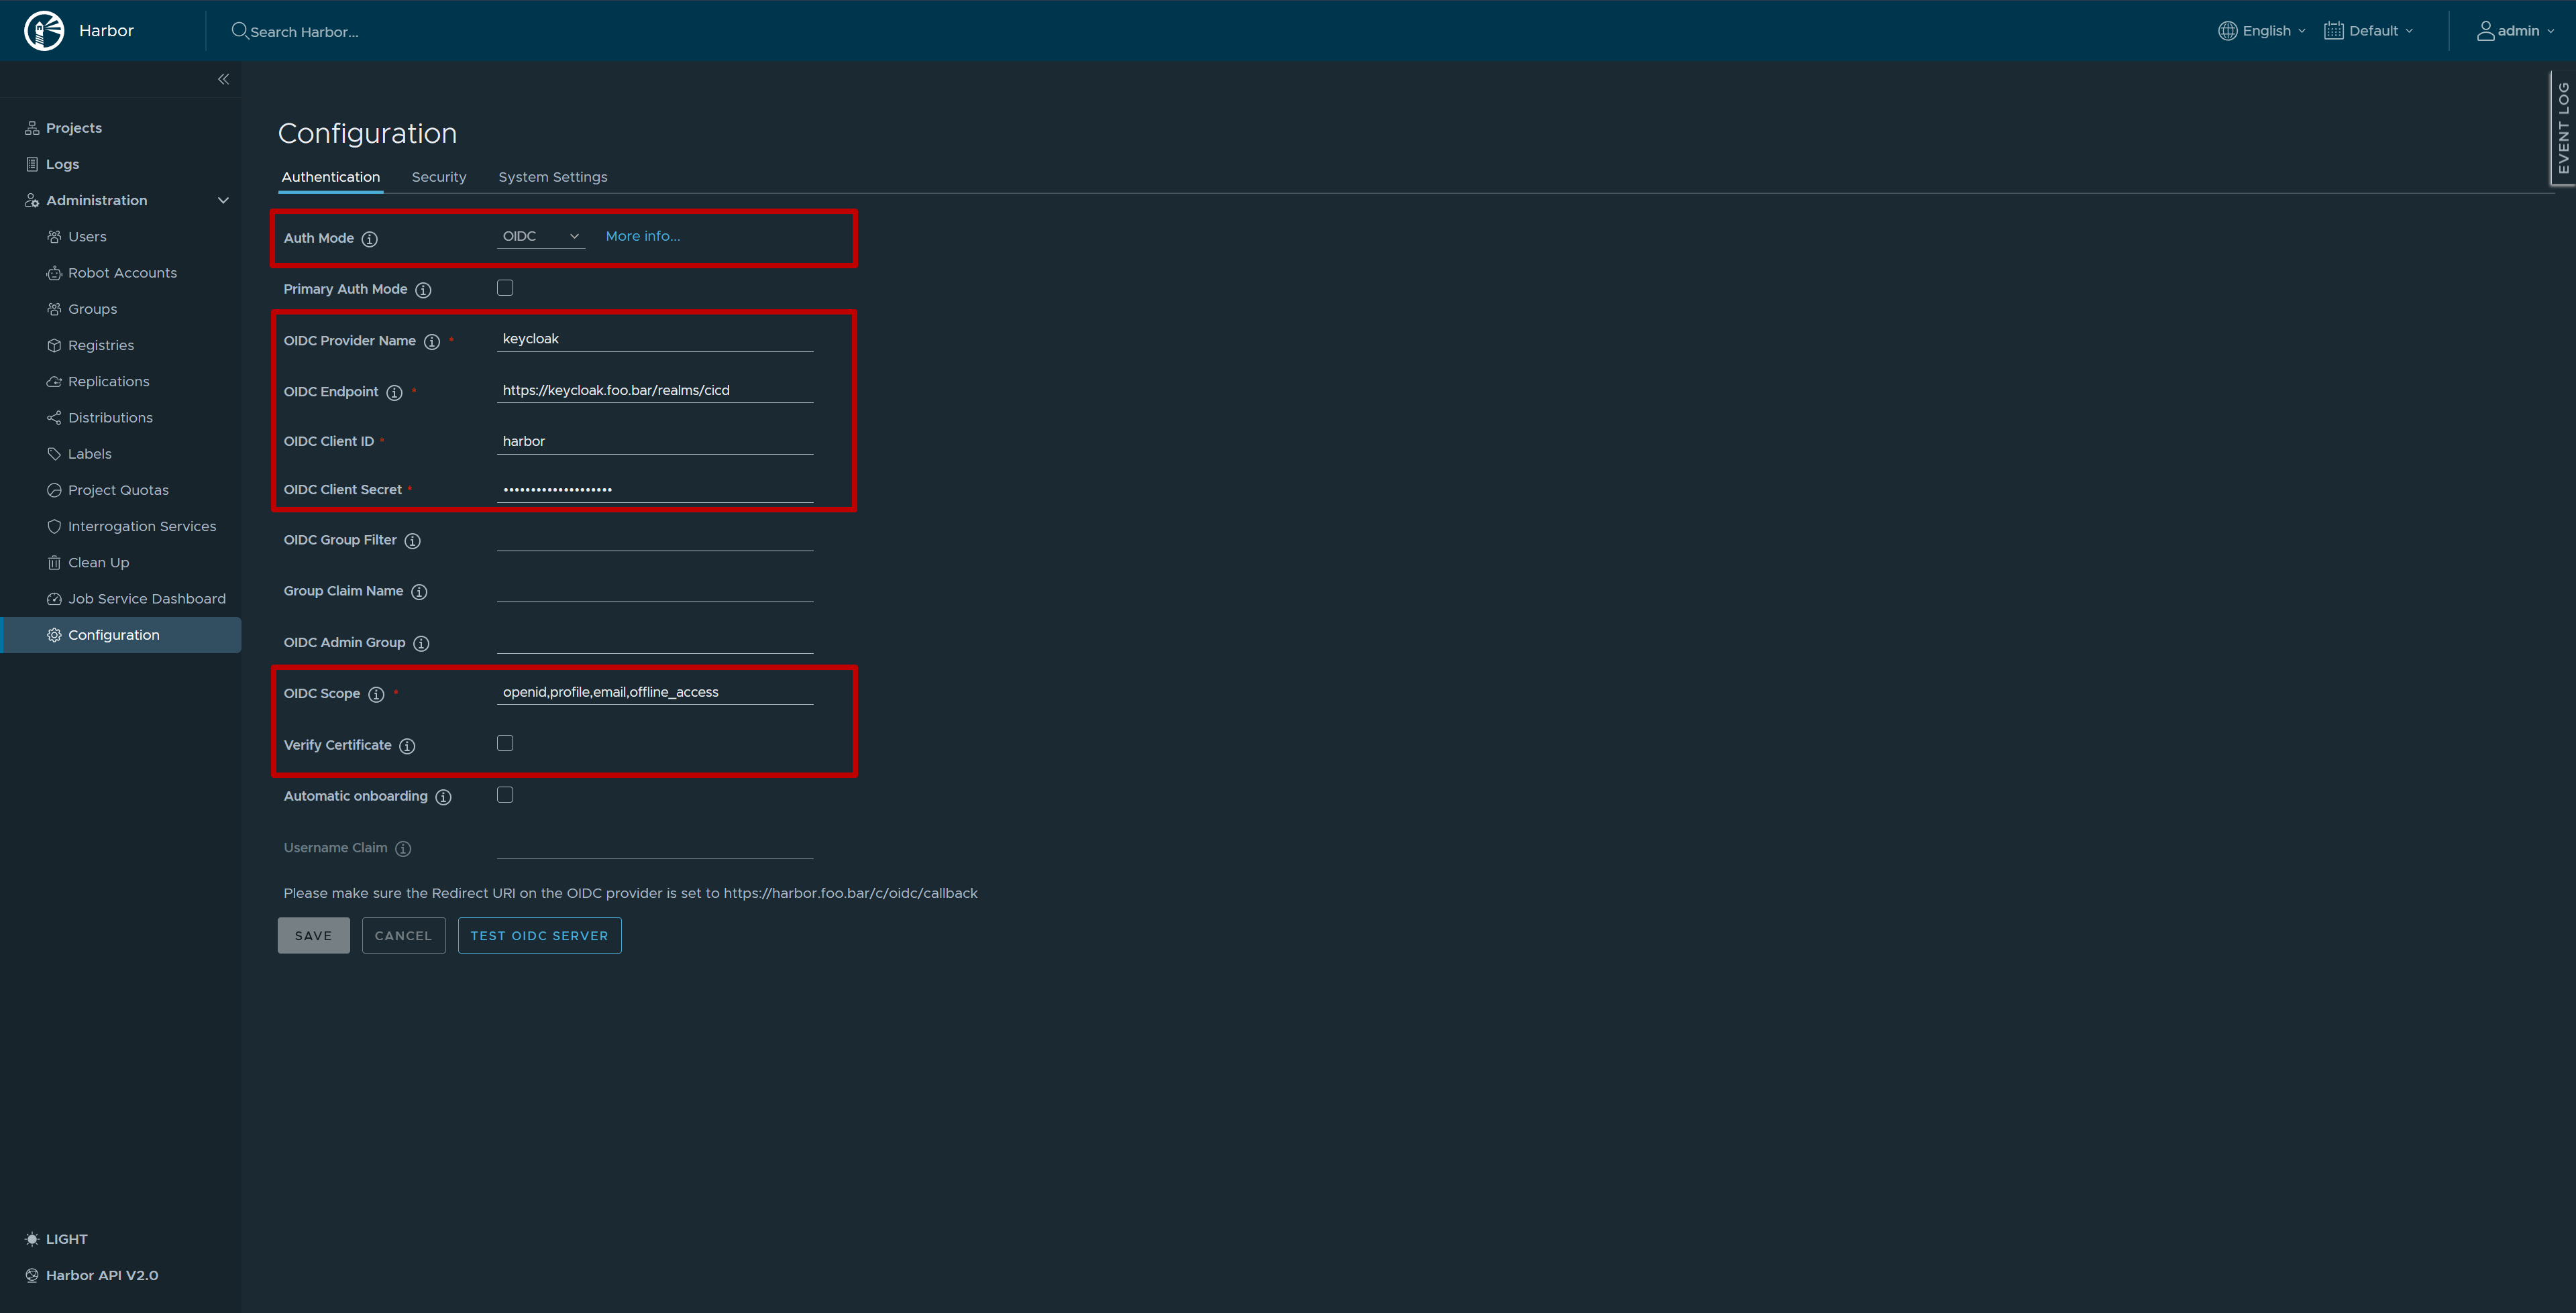 Harbor
Search Harbor...
English
Default
admin
EVENT LOG
Projects
Logs
Administration
Users
Robot Accounts
Groups
Registries
Replications
Distributions
Labels
Project Quotas
Interrogation Services
Clean Up
Job Service Dashboard
Configuration
LIGHT
Harbor API V2.0
Configuration
Authentication Security System Settings
Auth Mode OIDC More info...
Primary Auth Mode
OIDC Provider Name * keycloak
OIDC Endpoint * https://keycloak.foo.bar/realms/cicd
OIDC Client ID * harbor
OIDC Client Secret * ••••••••••••••••••••
OIDC Group Filter
Group Claim Name
OIDC Admin Group
OIDC Scope * openid,profile,email,offline_access
Verify Certificate
Automatic onboarding
Username Claim
Please make sure the Redirect URI on the OIDC provider is set to https://harbor.foo.bar/c/oidc/callback
SAVE CANCEL TEST OIDC SERVER